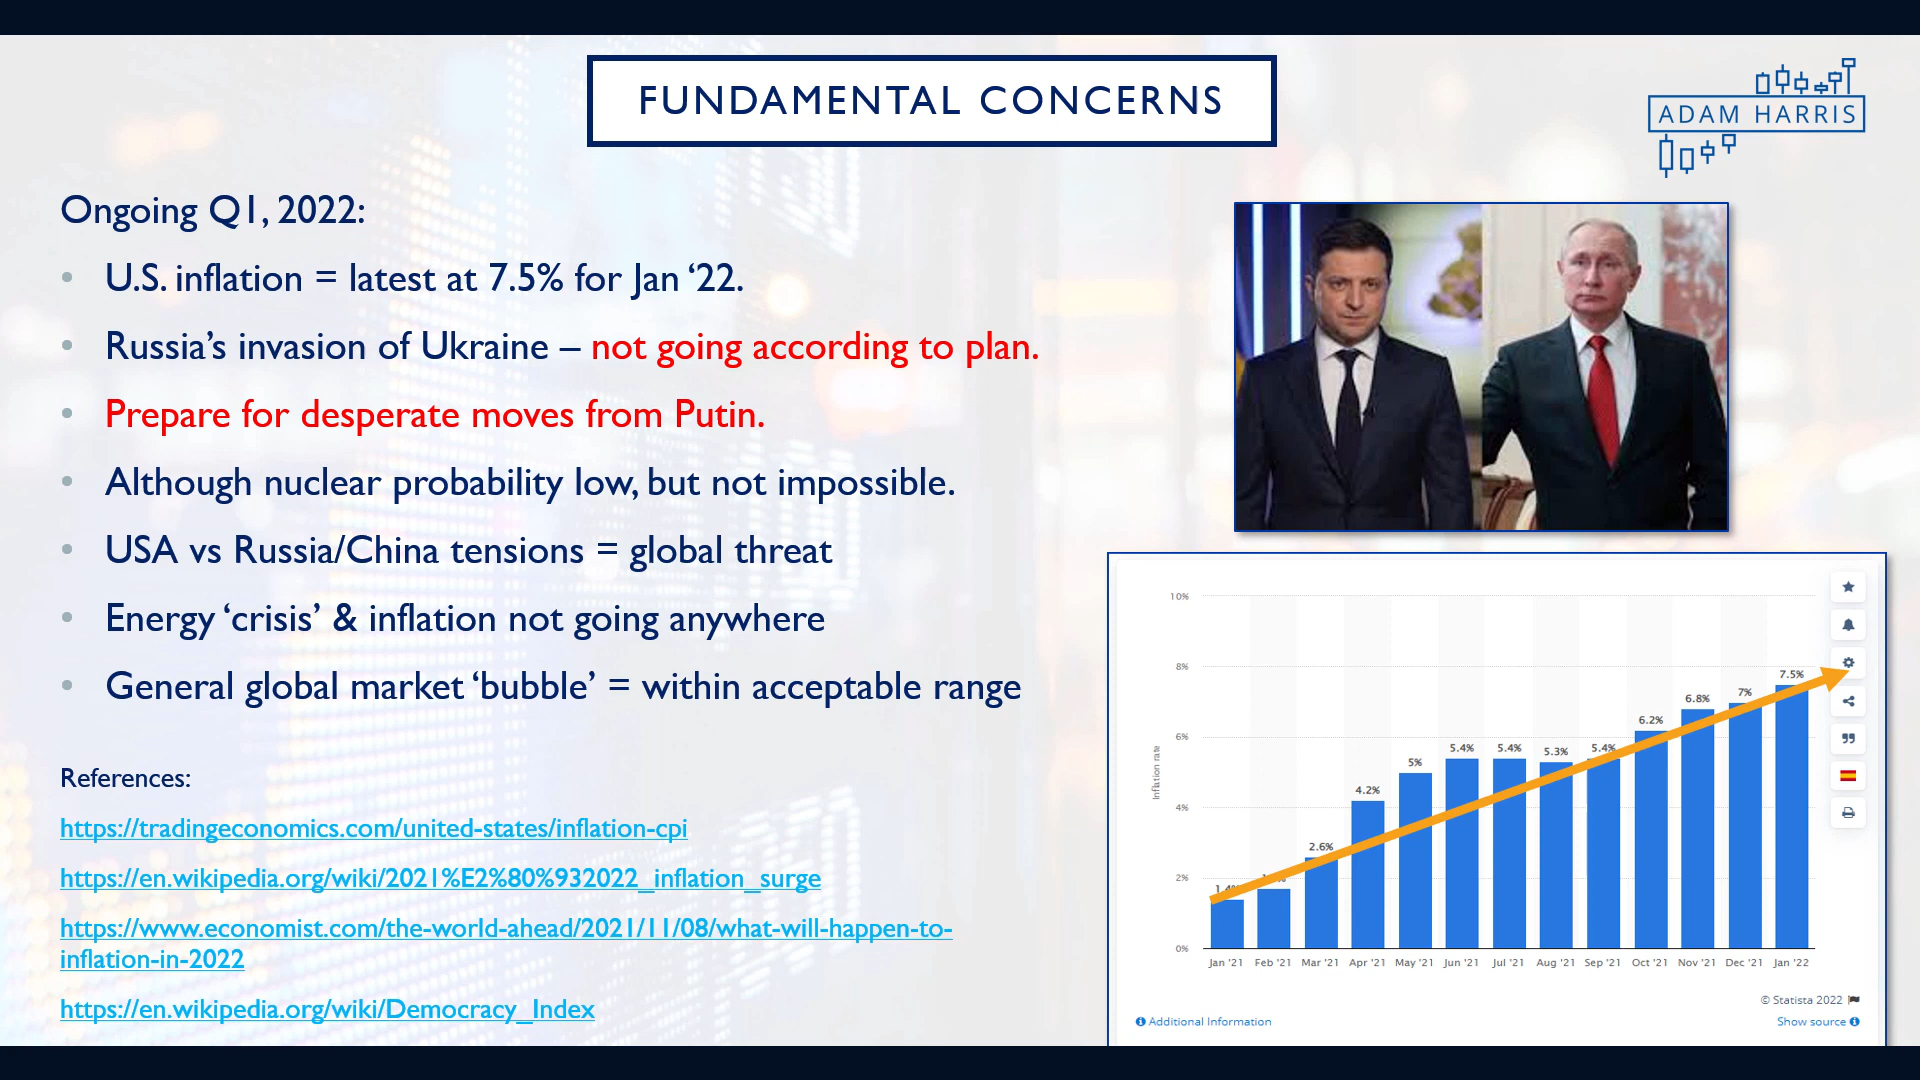 FUNDAMENTAL CONCERNS
ADAM HARRIS
Ongoing Q1, 2022:
• U.S. inflation = latest at 7.5% for Jan ‘22.
• Russia’s invasion of Ukraine – not going according to plan.
• Prepare for desperate moves from Putin.
• Although nuclear probability low, but not impossible.
• USA vs Russia/China tensions = global threat
• Energy ‘crisis’ & inflation not going anywhere
• General global market ‘bubble’ = within acceptable range
References:
https://tradingeconomics.com/united-states/inflation-cpi
https://en.wikipedia.org/wiki/2021%E2%80%932022_inflation_surge
https://www.economist.com/the-world-ahead/2021/11/08/what-will-happen-to-
inflation-in-2022
https://en.wikipedia.org/wiki/Democracy_Index
Inflation rate
10%
8%
6%
4%
2%
0%
1.4%
2.6%
4.2%
5%
5.4%
5.4%
5.3%
5.4%
6.2%
6.8%
7%
7.5%
Jan '21 Feb '21 Mar '21 Apr '21 May '21 Jun '21 Jul '21 Aug '21 Sep '21 Oct '21 Nov '21 Dec '21 Jan '22
© Statista 2022
Additional Information
Show source